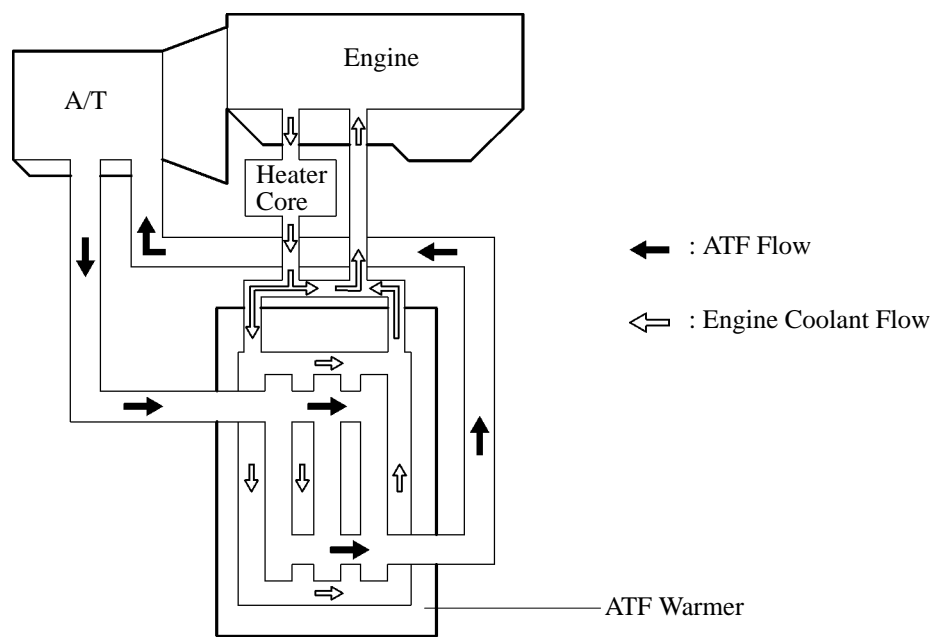 Engine
A/T
Heater
Core
: ATF Flow
: Engine Coolant Flow
ATF Warmer